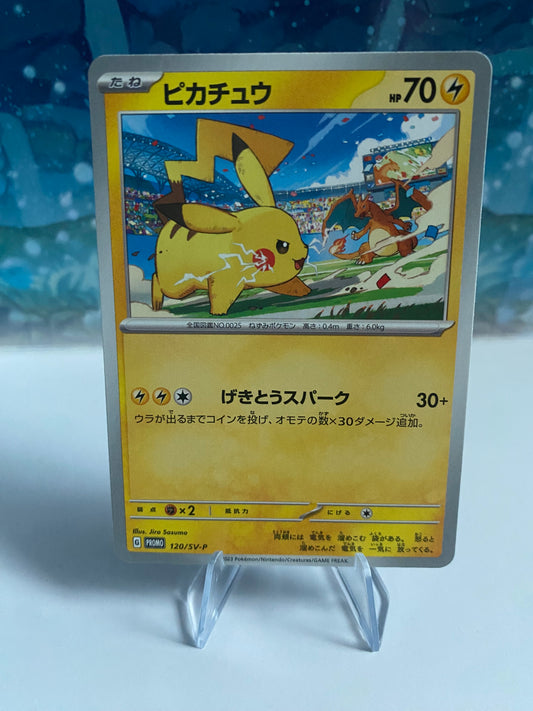 たね ピカチュウ HP 70
全国図鑑NO.0025 ねずみポケモン 高さ：0.4m 重さ：6.0kg
げきとうスパーク 30+
ウラが出るまでコインを投げ、オモテの数×30ダメージ追加。
弱点 ×2 抵抗力 にげる
Illus. Jiro Sasumo
G PROMO 120/SV-P
両頬には 電気を 溜めこむ 袋がある。 怒ると
溜めこんだ 電気を 一気に 放ってくる。
2023 Pokémon/Nintendo/Creatures/GAME FREAK.